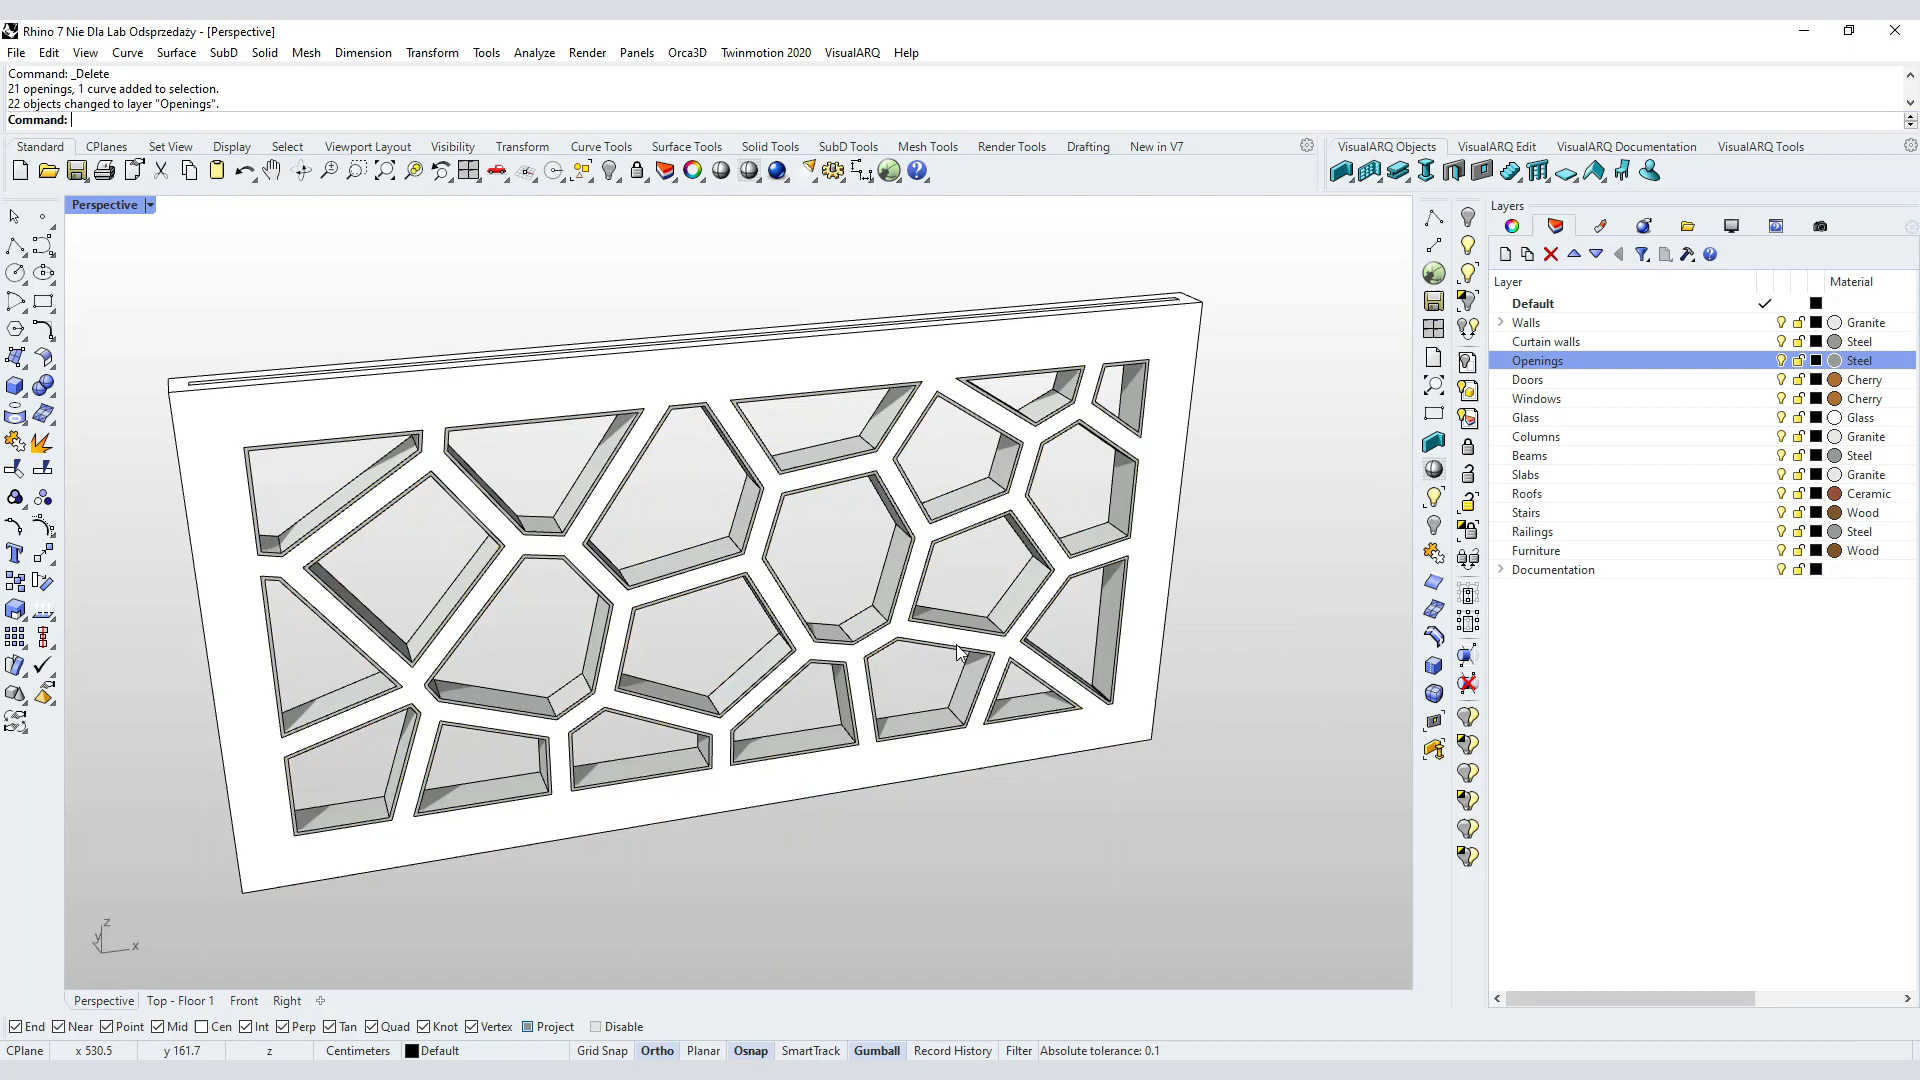 Rhino 7 Nie Dla Lab Odsprzedaży - [Perspective]
File Edit View Curve Surface SubD Solid Mesh Dimension Transform Tools Analyze Render Panels Orca3D Twinmotion 2020 VisualARQ Help
Command: _Delete
21 openings, 1 curve added to selection.
22 objects changed to layer "Openings".
Command:
Standard CPlanes Set View Display Select Viewport Layout Visibility Transform Curve Tools Surface Tools Solid Tools SubD Tools Mesh Tools Render Tools Drafting New in V7
VisualARQ Objects VisualARQ Edit VisualARQ Documentation VisualARQ Tools
Perspective
Layers
Layer Material
Default
Walls Granite
Curtain walls Steel
Openings Steel
Doors Cherry
Windows Cherry
Glass Glass
Columns Granite
Beams Steel
Slabs Granite
Roofs Ceramic
Stairs Wood
Railings Steel
Furniture Wood
Documentation
z
y
x
Perspective Top - Floor 1 Front Right
End Near Point Mid Cen Int Perp Tan Quad Knot Vertex Project Disable
CPlane x 530.5 y 161.7 z Centimeters Default Grid Snap Ortho Planar Osnap SmartTrack Gumball Record History Filter Absolute tolerance: 0.1